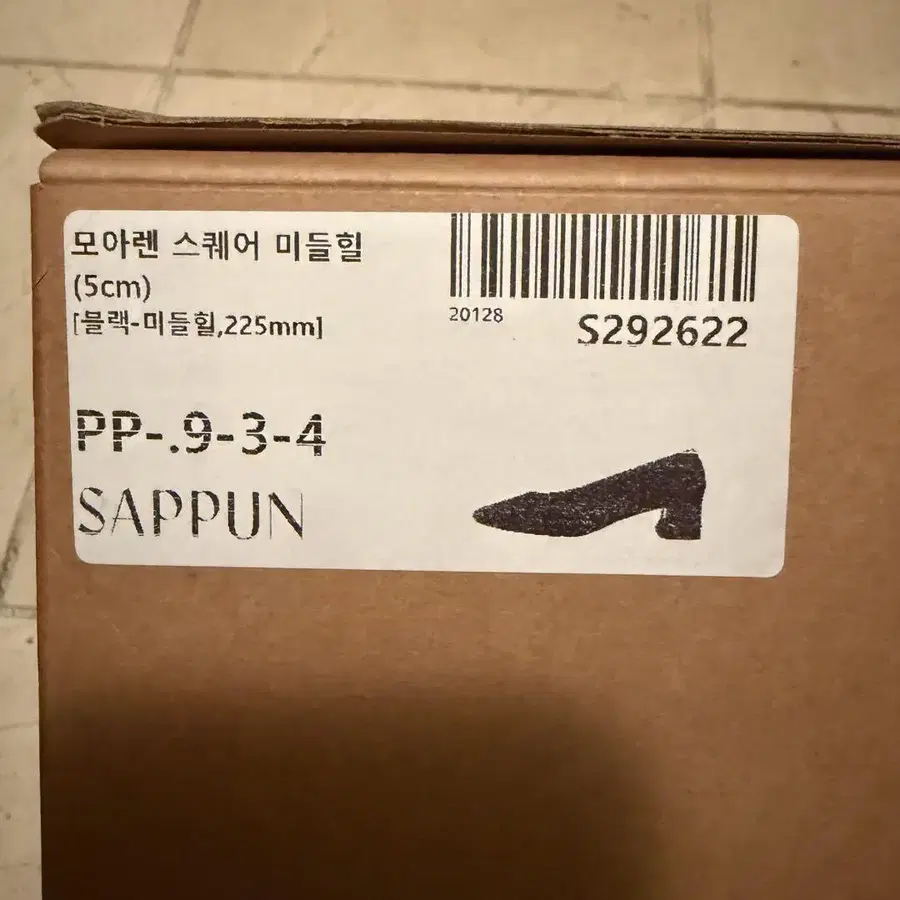 모아렌 스퀘어 미들힐
(5cm)
[블랙-미들힐,225mm]
20128
S292622
PP-.9-3-4
SAPPUN